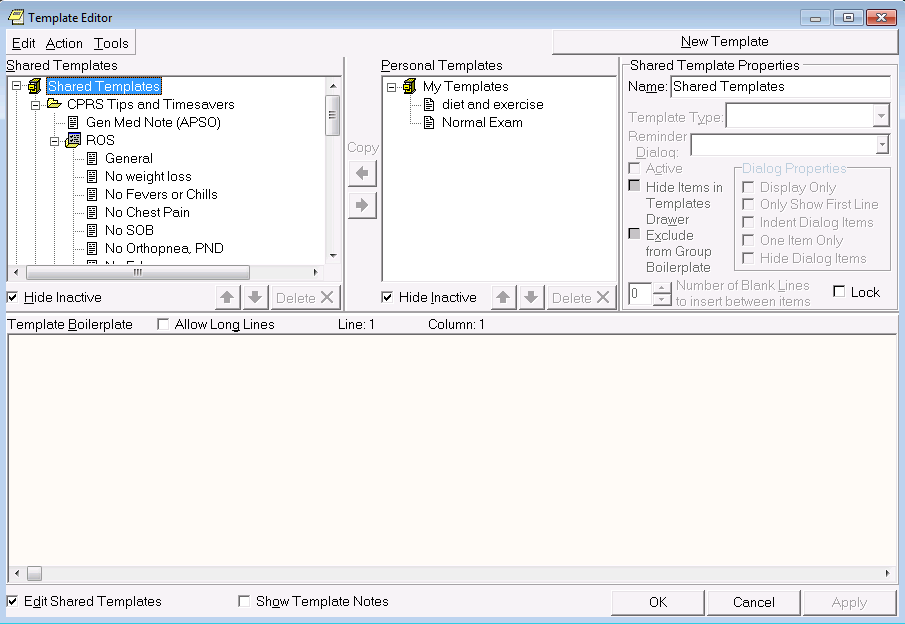 Template Editor
Edit Action Tools
New Template
Shared Templates
Shared Templates
CPRS Tips and Timesavers
Gen Med Note (APSO)
ROS
General
No weight loss
No Fevers or Chills
No Chest Pain
No SOB
No Orthopnea, PND
Hide Inactive
Delete
Copy
Personal Templates
My Templates
diet and exercise
Normal Exam
Hide Inactive
Delete
Shared Template Properties
Name: Shared Templates
Template Type:
Reminder
Dialog:
Active
Hide Items in
Templates
Drawer
Exclude
from Group
Boilerplate
Dialog Properties
Display Only
Only Show First Line
Indent Dialog Items
One Item Only
Hide Dialog Items
0 Number of Blank Lines
to insert between items
Lock
Template Boilerplate Allow Long Lines Line: 1 Column: 1
Edit Shared Templates Show Template Notes OK Cancel Apply